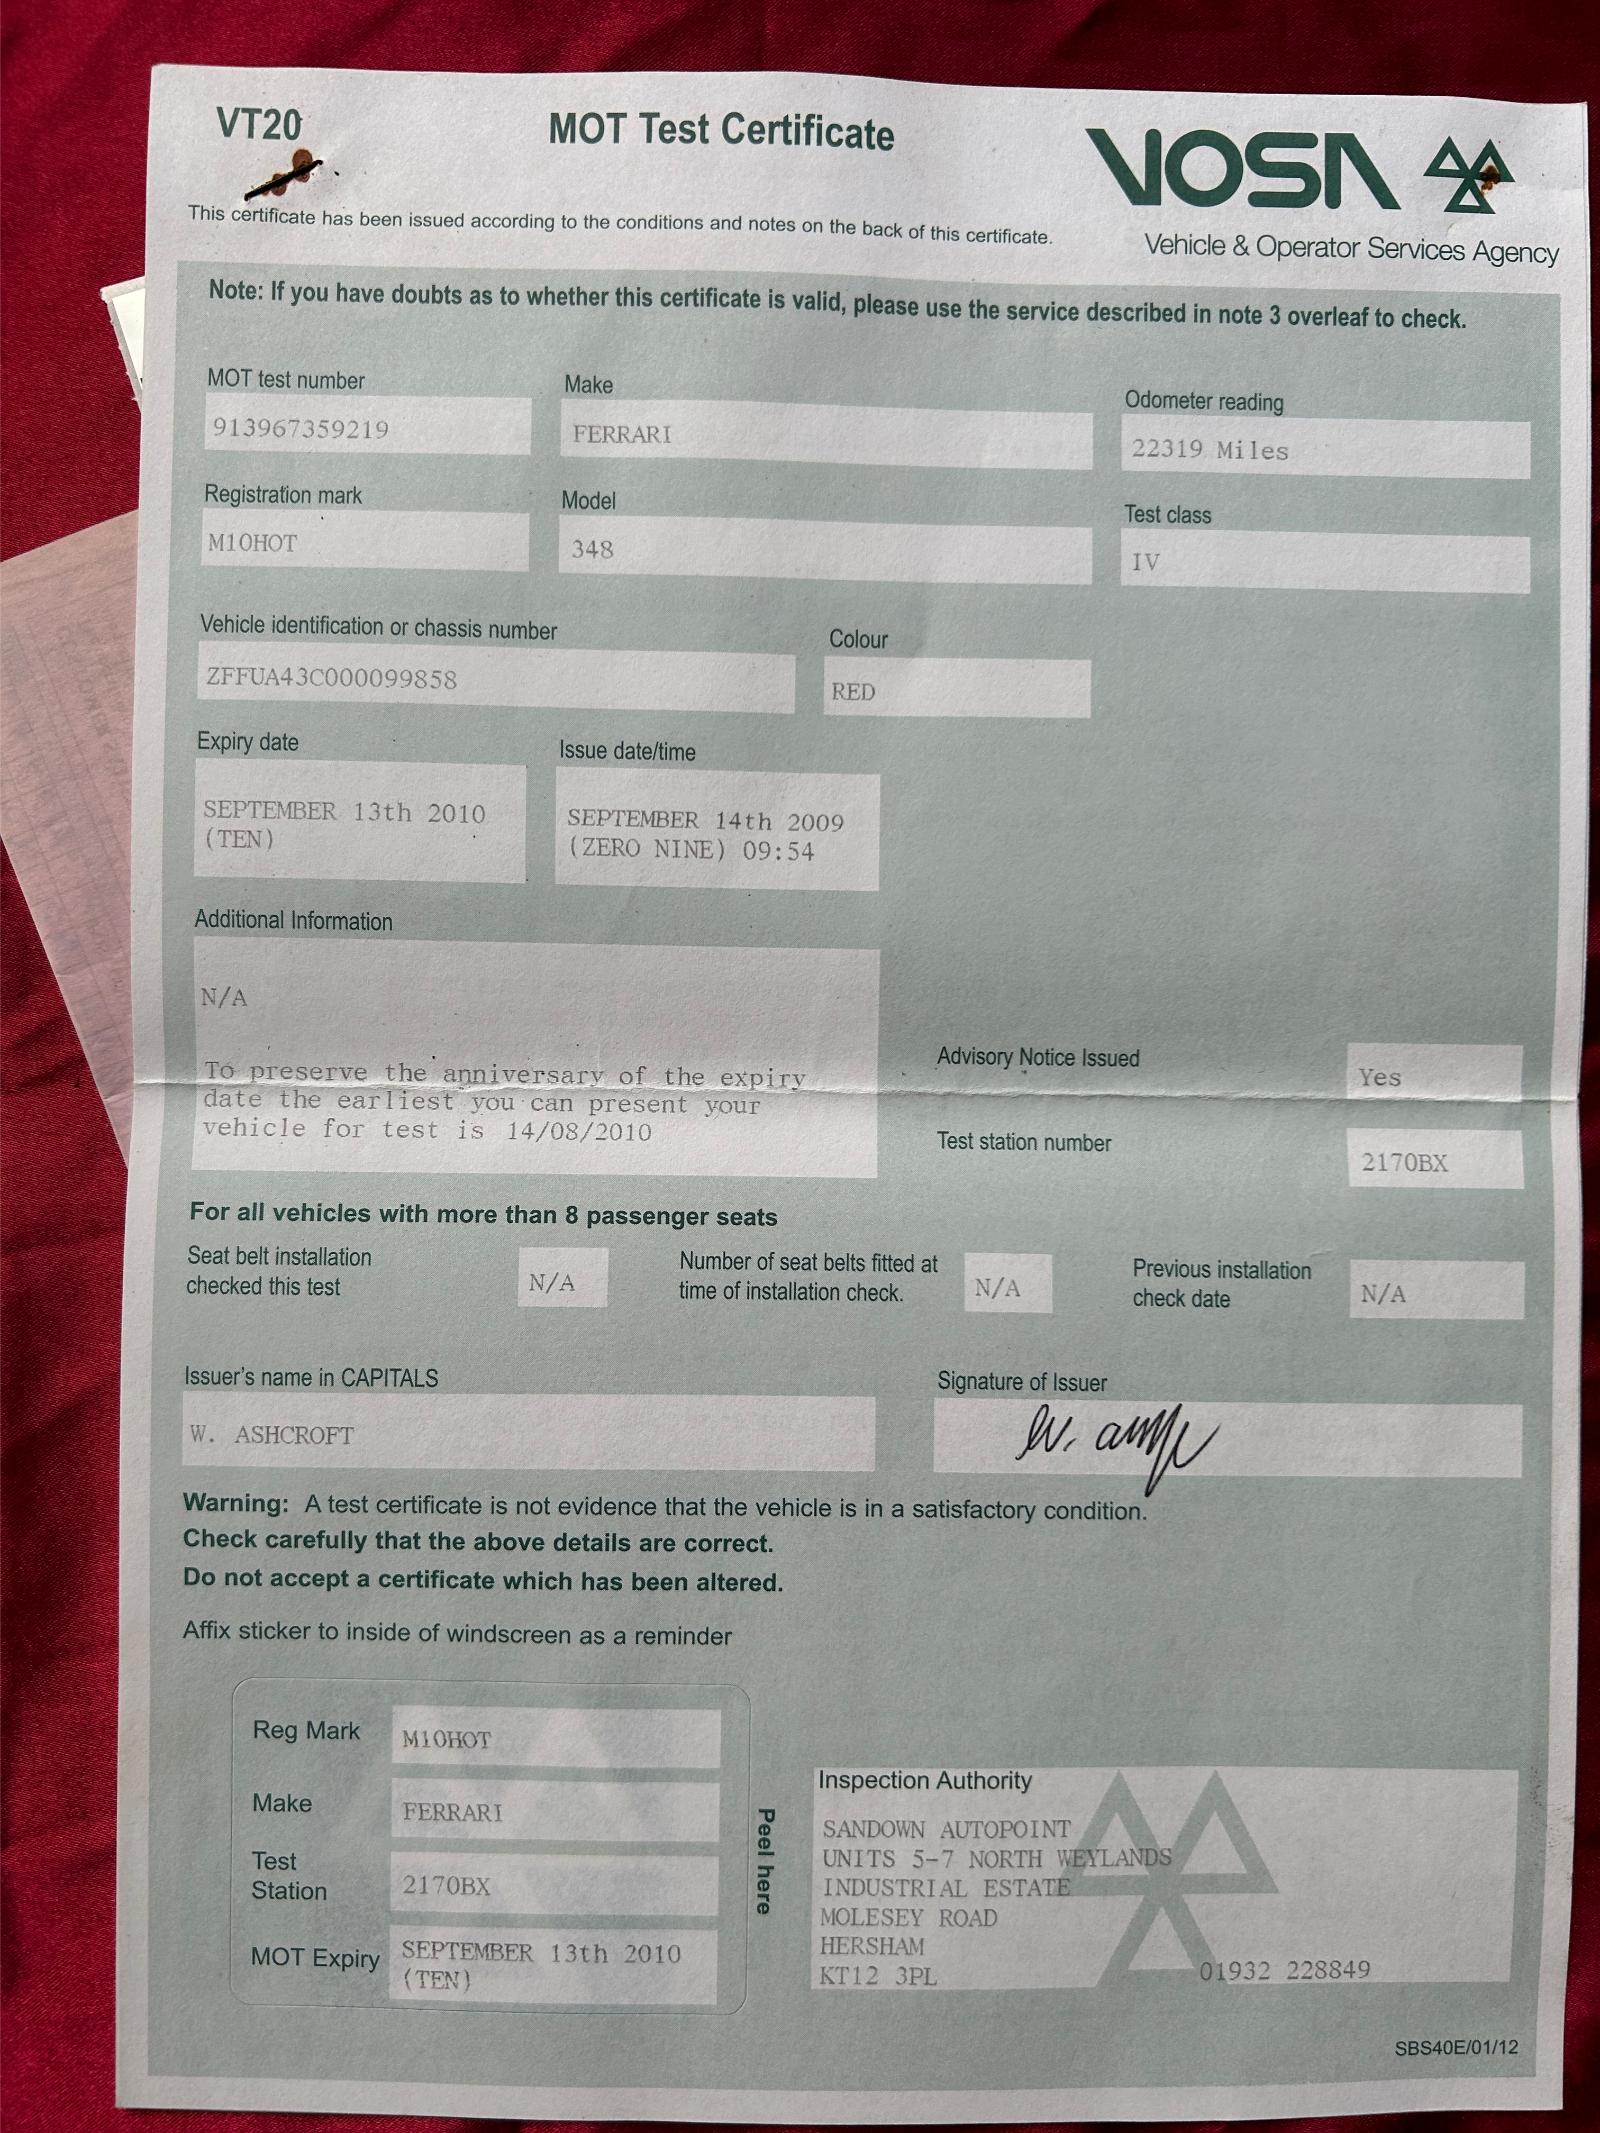 VT20
MOT Test Certificate
VOSA
Vehicle & Operator Services Agency
This certificate has been issued according to the conditions and notes on the back of this certificate.
Note: If you have doubts as to whether this certificate is valid, please use the service described in note 3 overleaf to check.
MOT test number
913967359219
Make
FERRARI
Odometer reading
22319 Miles
Registration mark
M10HOT
Model
348
Test class
IV
Vehicle identification or chassis number
ZFFUA43C000099858
Colour
RED
Expiry date
SEPTEMBER 13th 2010
(TEN)
Issue date/time
SEPTEMBER 14th 2009
(ZERO NINE) 09:54
Additional Information
N/A
To preserve the anniversary of the expiry
date the earliest you can present your
vehicle for test is 14/08/2010
Advisory Notice Issued
Yes
Test station number
2170BX
For all vehicles with more than 8 passenger seats
Seat belt installation
checked this test
N/A
Number of seat belts fitted at
time of installation check.
N/A
Previous installation
check date
N/A
Issuer's name in CAPITALS
W. ASHCROFT
Signature of Issuer
Warning: A test certificate is not evidence that the vehicle is in a satisfactory condition.
Check carefully that the above details are correct.
Do not accept a certificate which has been altered.
Affix sticker to inside of windscreen as a reminder
Reg Mark
M10HOT
Make
FERRARI
Test
Station
2170BX
MOT Expiry
SEPTEMBER 13th 2010
(TEN)
Peel here
Inspection Authority
SANDOWN AUTOPOINT
UNITS 5-7 NORTH WEYLANDS
INDUSTRIAL ESTATE
MOLESEY ROAD
HERSHAM
KT12 3PL
01932 228849
SBS40E/01/12